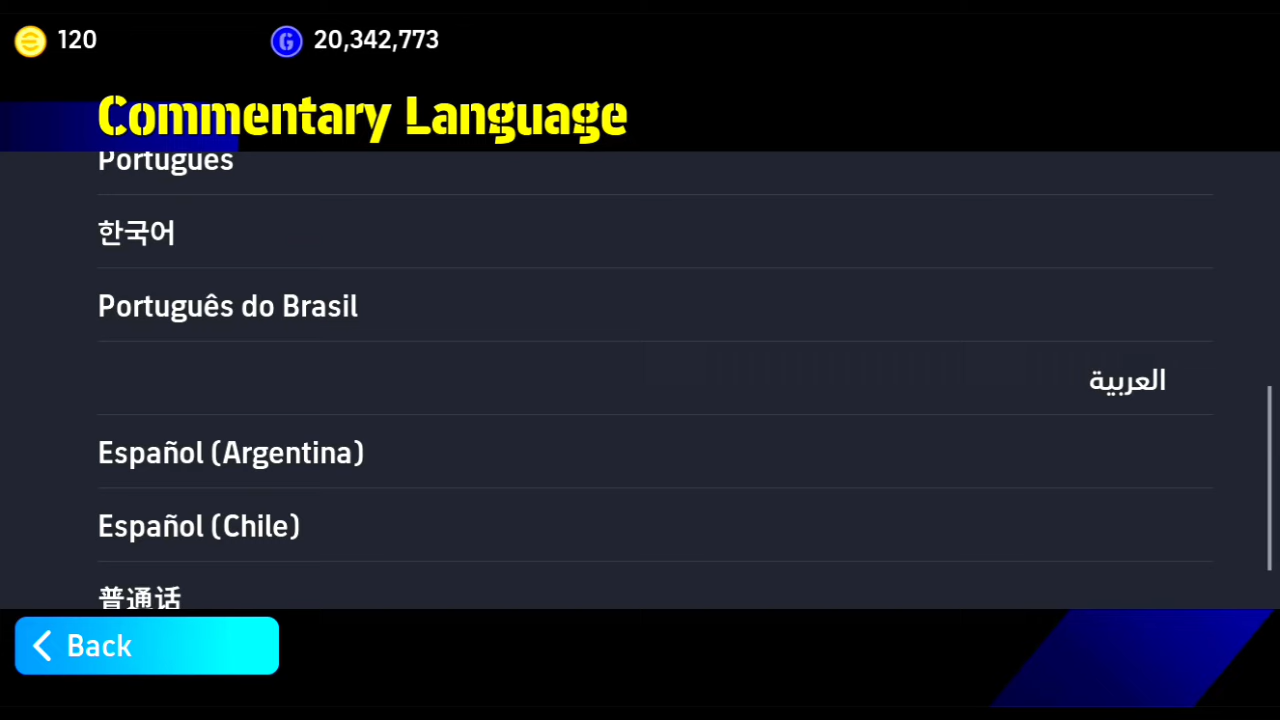 120
20,342,773
Commentary Language
Português
한국어
Português do Brasil
العربية
Español (Argentina)
Español (Chile)
普通话
Back